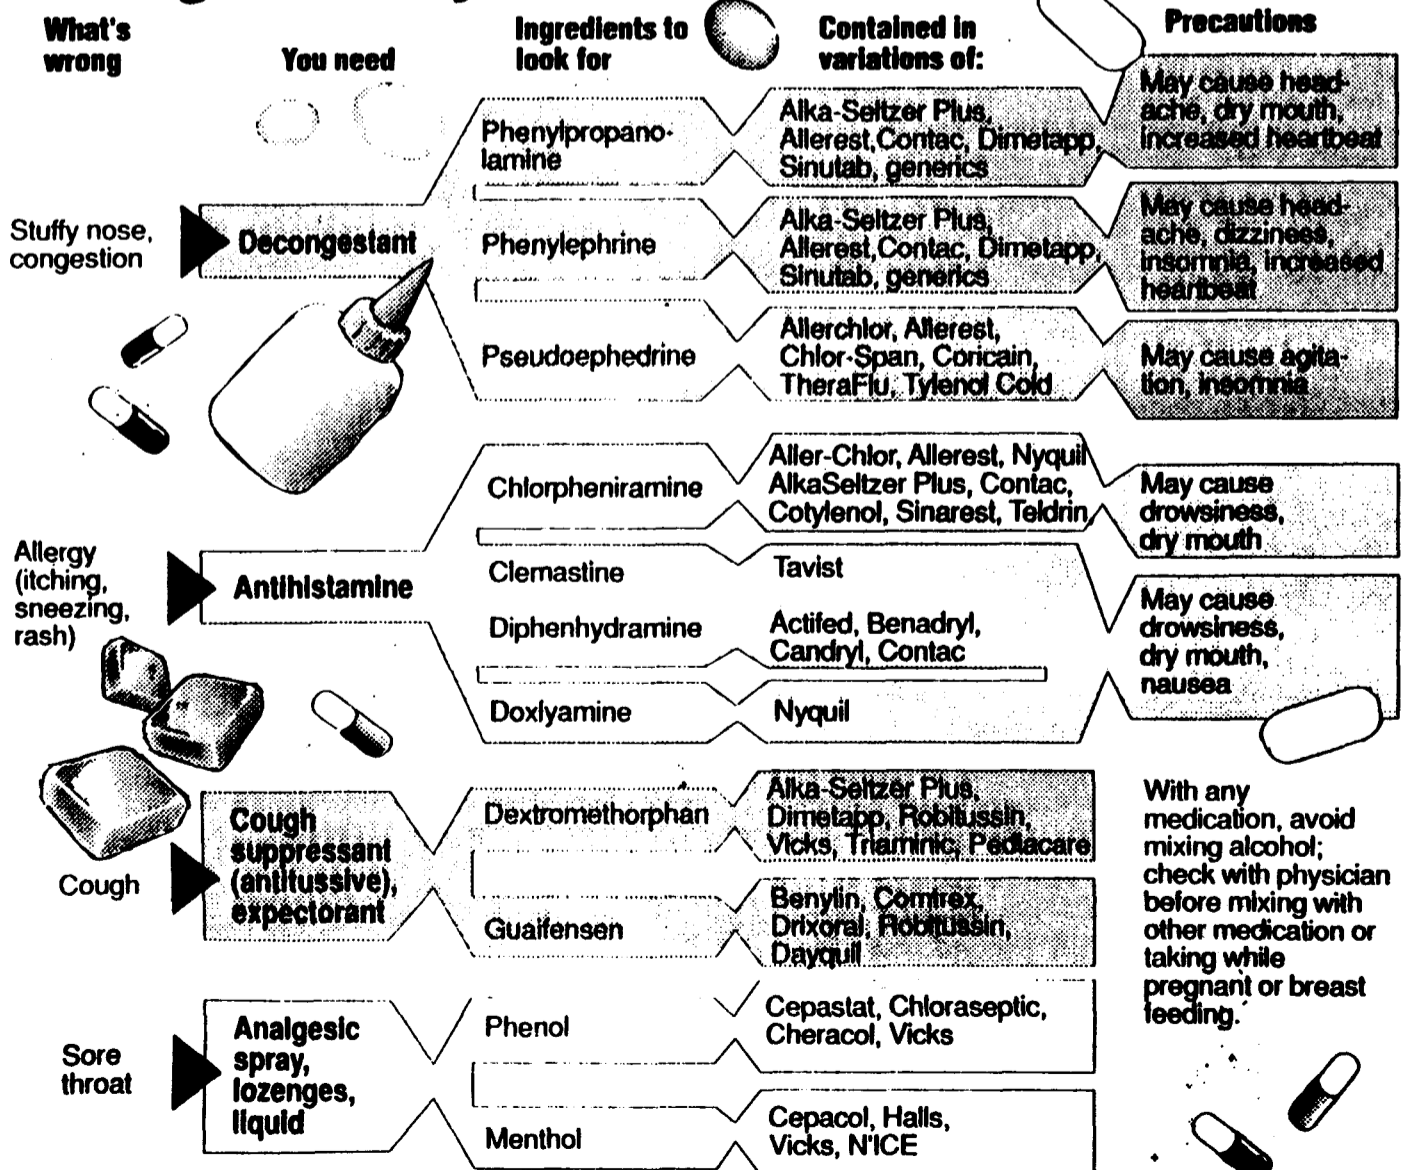 What's
wrong
You need
Ingredients to
look for
Contained in
variations of:
Precautions
Stuffy nose,
congestion
Decongestant
Phenylpropano-
lamine
Alka-Seltzer Plus,
Allerest,Contac, Dimetapp,
Sinutab, generics
May cause head-
ache, dry mouth,
increased heartbeat
Phenylephrine
Alka-Seltzer Plus,
Allerest,Contac, Dimetapp,
Sinutab, generics
May cause head-
ache, dizziness,
insomnia, increased
heartbeat
Pseudoephedrine
Allerchlor, Allerest,
Chlor-Span, Coricain,
TheraFlu, Tylenol Cold
May cause agita-
tion, insomnia
Allergy
(itching,
sneezing,
rash)
Antihistamine
Chlorpheniramine
Aller-Chlor, Allerest, Nyquil
AlkaSeltzer Plus, Contac,
Cotylenol, Sinarest, Teldrin,
May cause
drowsiness,
dry mouth
Clemastine
Tavist
Diphenhydramine
Actifed, Benadryl,
Candryl, Contac
Doxlyamine
Nyquil
May cause
drowsiness,
dry mouth,
nausea
Cough
Cough
suppressant
(antitussive),
expectorant
Dextromethorphan
Alka-Seltzer Plus,
Dimetapp, Robitussin,
Vicks, Triaminic, Pediacare
Guaifensen
Benylin, Comtrex,
Drixoral, Robitussin,
Dayquil
With any
medication, avoid
mixing alcohol;
check with physician
before mixing with
other medication or
taking while
pregnant or breast
feeding.
Sore
throat
Analgesic
spray,
lozenges,
liquid
Phenol
Cepastat, Chloraseptic,
Cheracol, Vicks
Menthol
Cepacol, Halls,
Vicks, N'ICE